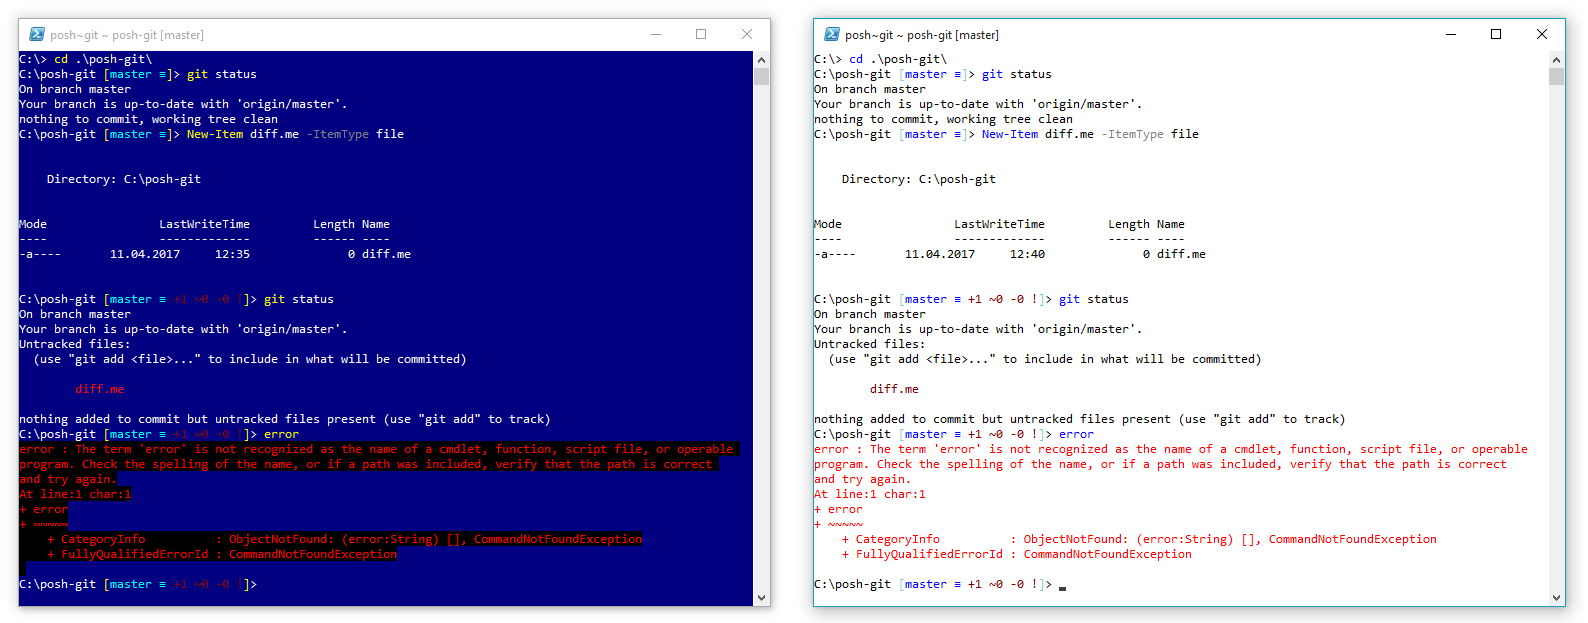 posh~git ~ posh-git [master]
C:\> cd .\posh-git\
C:\posh-git [master ≡]> git status
On branch master
Your branch is up-to-date with 'origin/master'.
nothing to commit, working tree clean
C:\posh-git [master ≡]> New-Item diff.me -ItemType file
Directory: C:\posh-git
Mode LastWriteTime Length Name
---- ------------- ------ ----
-a---- 11.04.2017 12:35 0 diff.me
C:\posh-git [master ≡ +1 ~0 -0 !]> git status
On branch master
Your branch is up-to-date with 'origin/master'.
Untracked files:
(use "git add <file>..." to include in what will be committed)
diff.me
nothing added to commit but untracked files present (use "git add" to track)
C:\posh-git [master ≡ +1 ~0 -0 !]> error
error : The term 'error' is not recognized as the name of a cmdlet, function, script file, or operable
program. Check the spelling of the name, or if a path was included, verify that the path is correct
and try again.
At line:1 char:1
+ error
+ ~~~~~
+ CategoryInfo : ObjectNotFound: (error:String) [], CommandNotFoundException
+ FullyQualifiedErrorId : CommandNotFoundException
C:\posh-git [master ≡ +1 ~0 -0 !]>
posh~git ~ posh-git [master]
C:\> cd .\posh-git\
C:\posh-git [master ≡]> git status
On branch master
Your branch is up-to-date with 'origin/master'.
nothing to commit, working tree clean
C:\posh-git [master ≡]> New-Item diff.me -ItemType file
Directory: C:\posh-git
Mode LastWriteTime Length Name
---- ------------- ------ ----
-a---- 11.04.2017 12:40 0 diff.me
C:\posh-git [master ≡ +1 ~0 -0 !]> git status
On branch master
Your branch is up-to-date with 'origin/master'.
Untracked files:
(use "git add <file>..." to include in what will be committed)
diff.me
nothing added to commit but untracked files present (use "git add" to track)
C:\posh-git [master ≡ +1 ~0 -0 !]> error
error : The term 'error' is not recognized as the name of a cmdlet, function, script file, or operable
program. Check the spelling of the name, or if a path was included, verify that the path is correct
and try again.
At line:1 char:1
+ error
+ ~~~~~
+ CategoryInfo : ObjectNotFound: (error:String) [], CommandNotFoundException
+ FullyQualifiedErrorId : CommandNotFoundException
C:\posh-git [master ≡ +1 ~0 -0 !]>